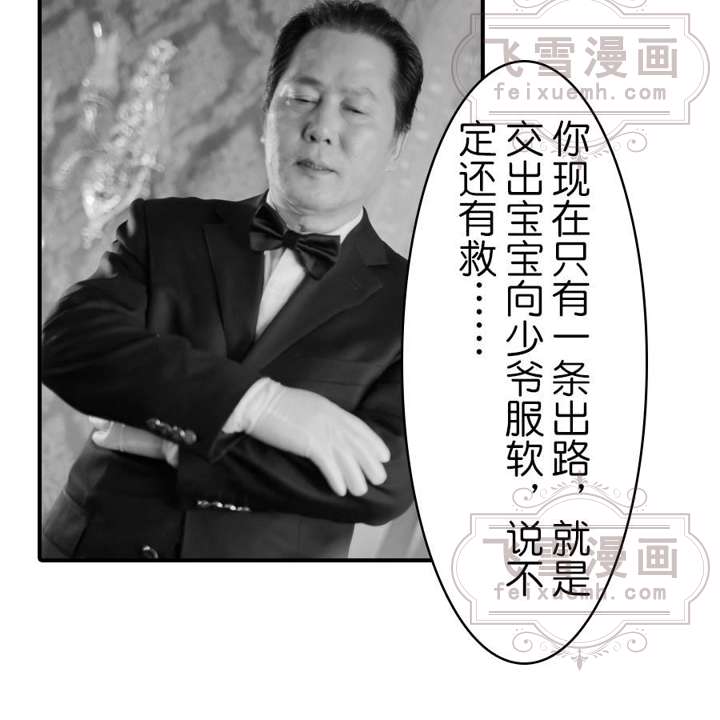 飞雪漫画
feixuemh.com
你现在只有一条出路，就是
交出宝宝向少爷服软，说不
定还有救……
飞雪漫画
feixuemh.com